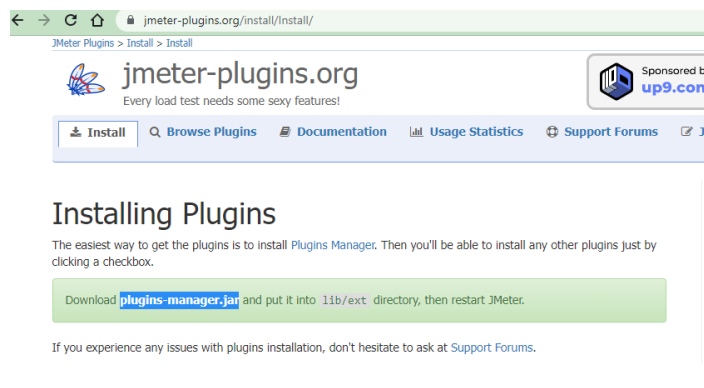 jmeter-plugins.org/install/Install/
JMeter Plugins > Install > Install
jmeter-plugins.org
Every load test needs some sexy features!
Sponsored b
up9.con
Install Browse Plugins Documentation Usage Statistics Support Forums J
Installing Plugins
The easiest way to get the plugins is to install Plugins Manager. Then you'll be able to install any other plugins just by
clicking a checkbox.
Download plugins-manager.jar and put it into lib/ext directory, then restart JMeter.
If you experience any issues with plugins installation, don't hesitate to ask at Support Forums.